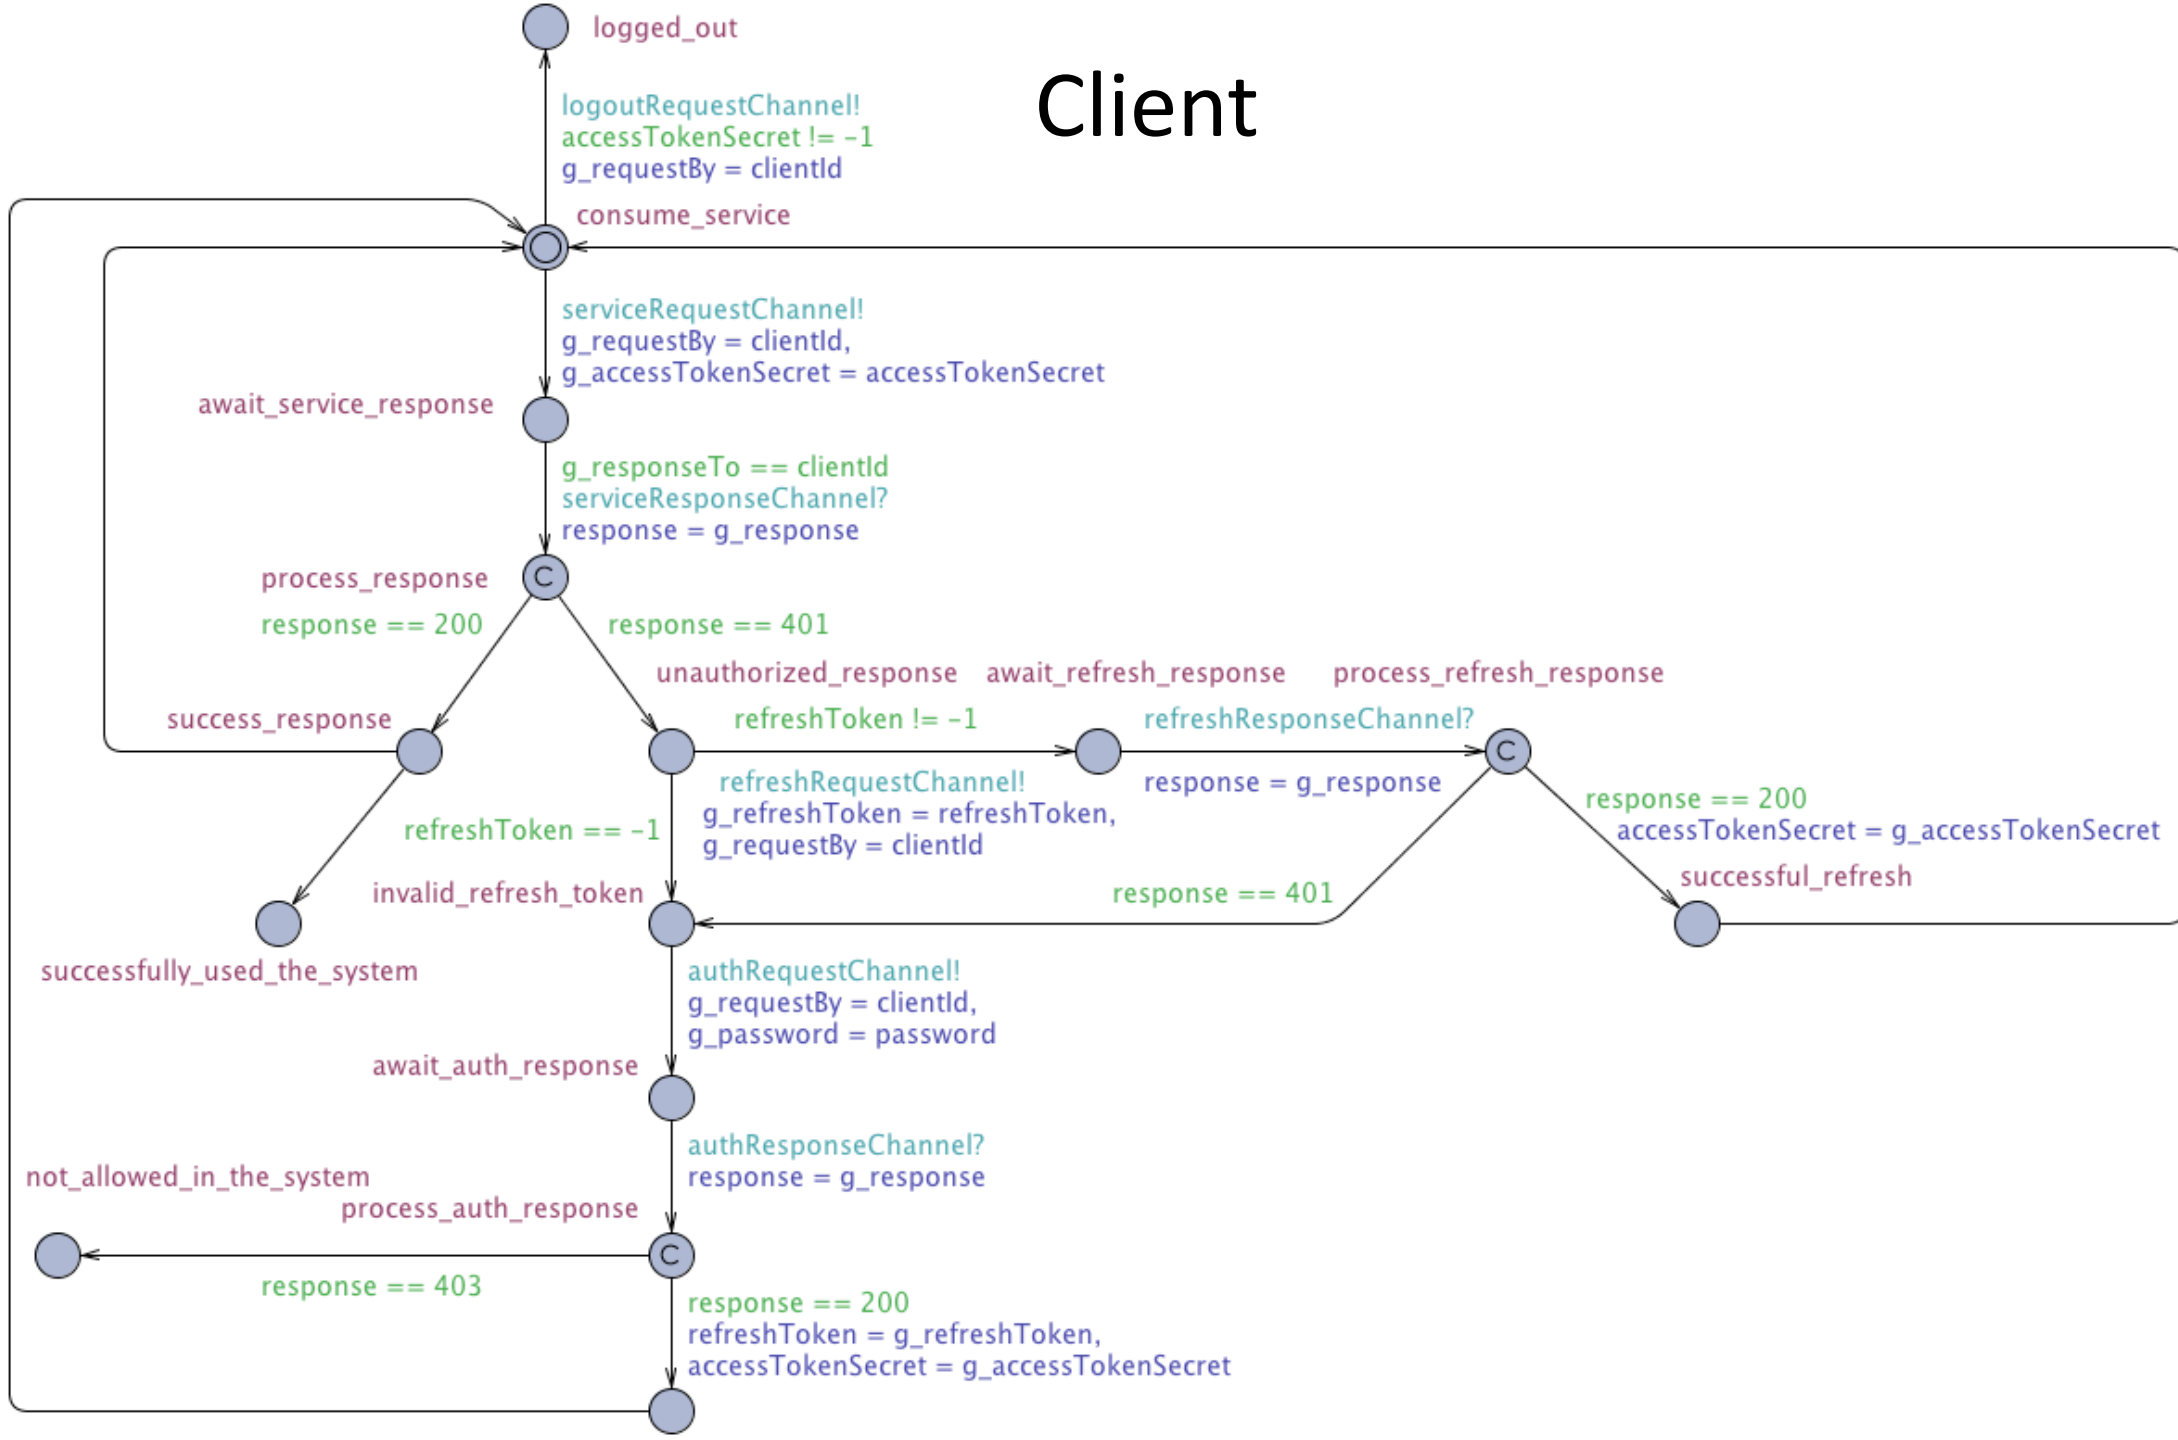 logged_out
Client
logoutRequestChannel!
accessTokenSecret != -1
g_requestBy = clientId
consume_service
serviceRequestChannel!
g_requestBy = clientId,
g_accessTokenSecret = accessTokenSecret
await_service_response
g_responseTo == clientId
serviceResponseChannel?
response = g_response
process_response
C
response == 200
response == 401
unauthorized_response
await_refresh_response
process_refresh_response
success_response
refreshToken != -1
refreshResponseChannel?
C
refreshRequestChannel!
g_refreshToken = refreshToken,
g_requestBy = clientId
response = g_response
response == 200
accessTokenSecret = g_accessTokenSecret
refreshToken == -1
successful_refresh
invalid_refresh_token
response == 401
successfully_used_the_system
authRequestChannel!
g_requestBy = clientId,
g_password = password
await_auth_response
authResponseChannel?
response = g_response
not_allowed_in_the_system
process_auth_response
C
response == 403
response == 200
refreshToken = g_refreshToken,
accessTokenSecret = g_accessTokenSecret